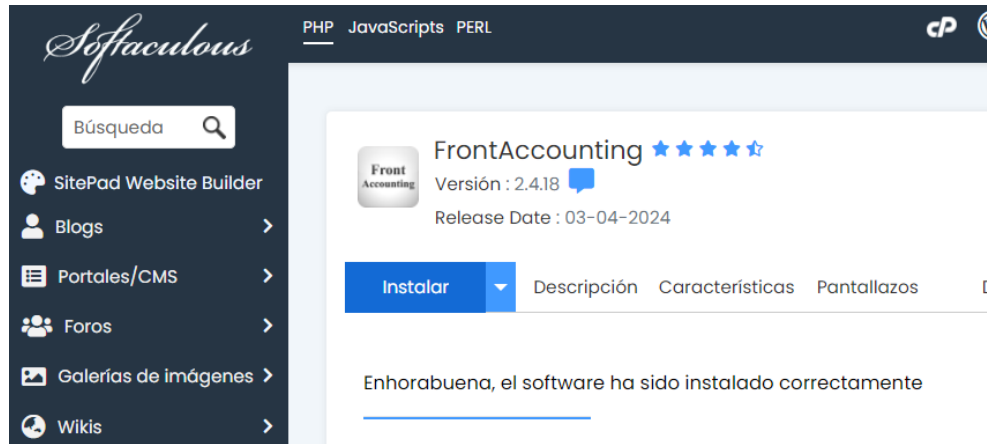 Softaculous
PHP JavaScripts PERL
cP
Búsqueda
SitePad Website Builder
Blogs
Portales/CMS
Foros
Galerías de imágenes
Wikis
Front
Accounting
FrontAccounting
Versión : 2.4.18
Release Date : 03-04-2024
Instalar
Descripción Características Pantallazos
Enhorabuena, el software ha sido instalado correctamente